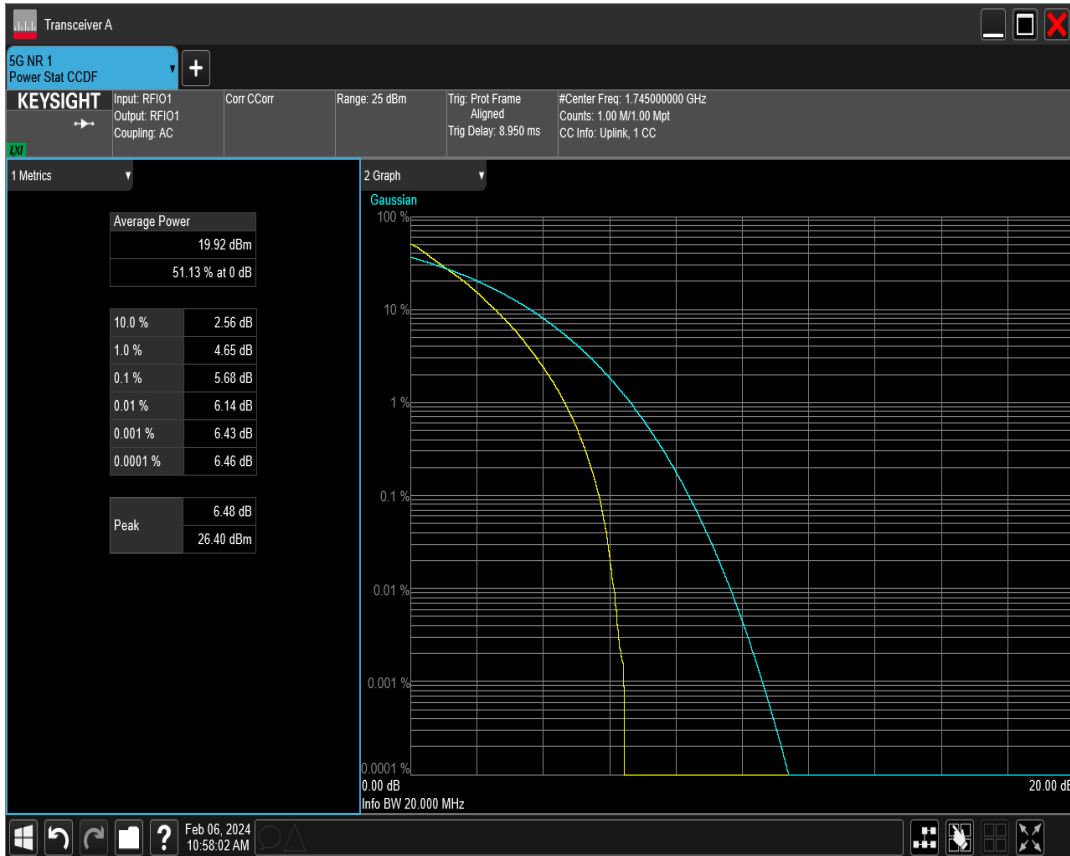 Transceiver A
5G NR 1
Power Stat CCDF
KEYSIGHT
LXI
Input: RFIO1
Output: RFIO1
Coupling: AC
Corr CCorr
Range: 25 dBm
Trig: Prot Frame
Aligned
Trig Delay: 8.950 ms
#Center Freq: 1.745000000 GHz
Counts: 1.00 M/1.00 Mpt
CC Info: Uplink, 1 CC
1 Metrics
Average Power
19.92 dBm
51.13 % at 0 dB
10.0 % 2.56 dB
1.0 % 4.65 dB
0.1 % 5.68 dB
0.01 % 6.14 dB
0.001 % 6.43 dB
0.0001 % 6.46 dB
Peak
6.48 dB
26.40 dBm
2 Graph
Gaussian
100 %
10 %
1 %
0.1 %
0.01 %
0.001 %
0.0001 %
0.00 dB 20.00 dB
Info BW 20.000 MHz
?
Feb 06, 2024
10:58:02 AM